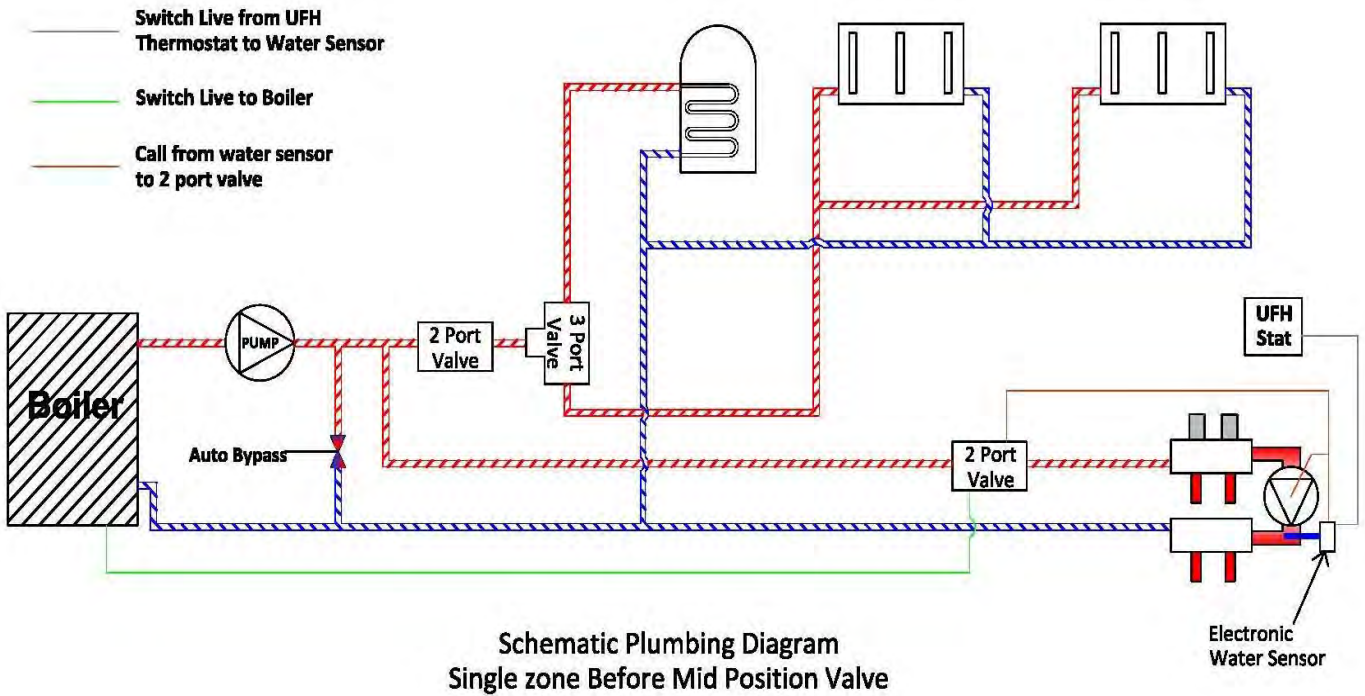 Switch Live from UFH
Thermostat to Water Sensor
Switch Live to Boiler
Call from water sensor
to 2 port valve
Boiler
PUMP
2 Port
Valve
3 Port
Valve
UFH
Stat
Auto Bypass
2 Port
Valve
Electronic
Water Sensor
Schematic Plumbing Diagram
Single zone Before Mid Position Valve